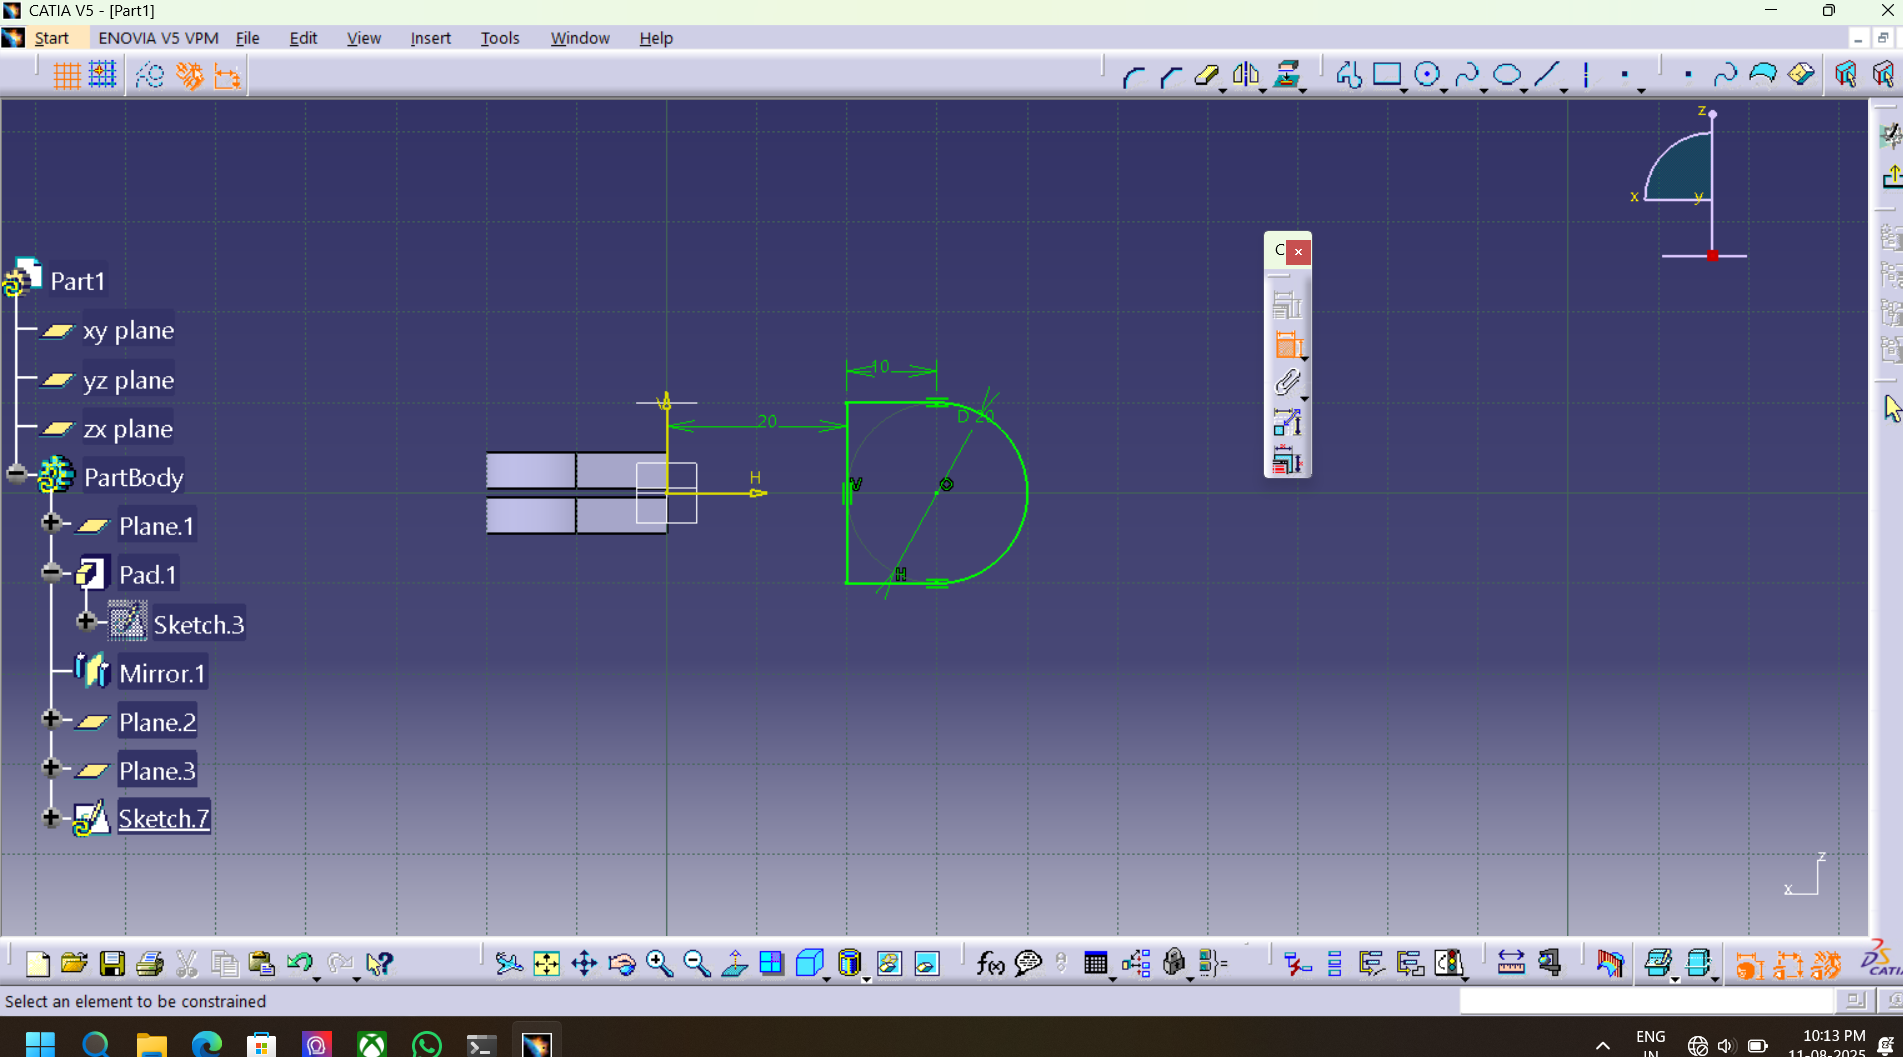 CATIA V5 - [Part1]
Start ENOVIA V5 VPM File Edit View Insert Tools Window Help
z
x y
C
Part1
xy plane
yz plane
zx plane
PartBody
Plane.1
Pad.1
Sketch.3
Mirror.1
Plane.2
Plane.3
Sketch.7
10
D 20
20
V
H
V
H
z
x
f(x)
CATIA
Select an element to be constrained
ENG
IN
10:13 PM
11-08-2025